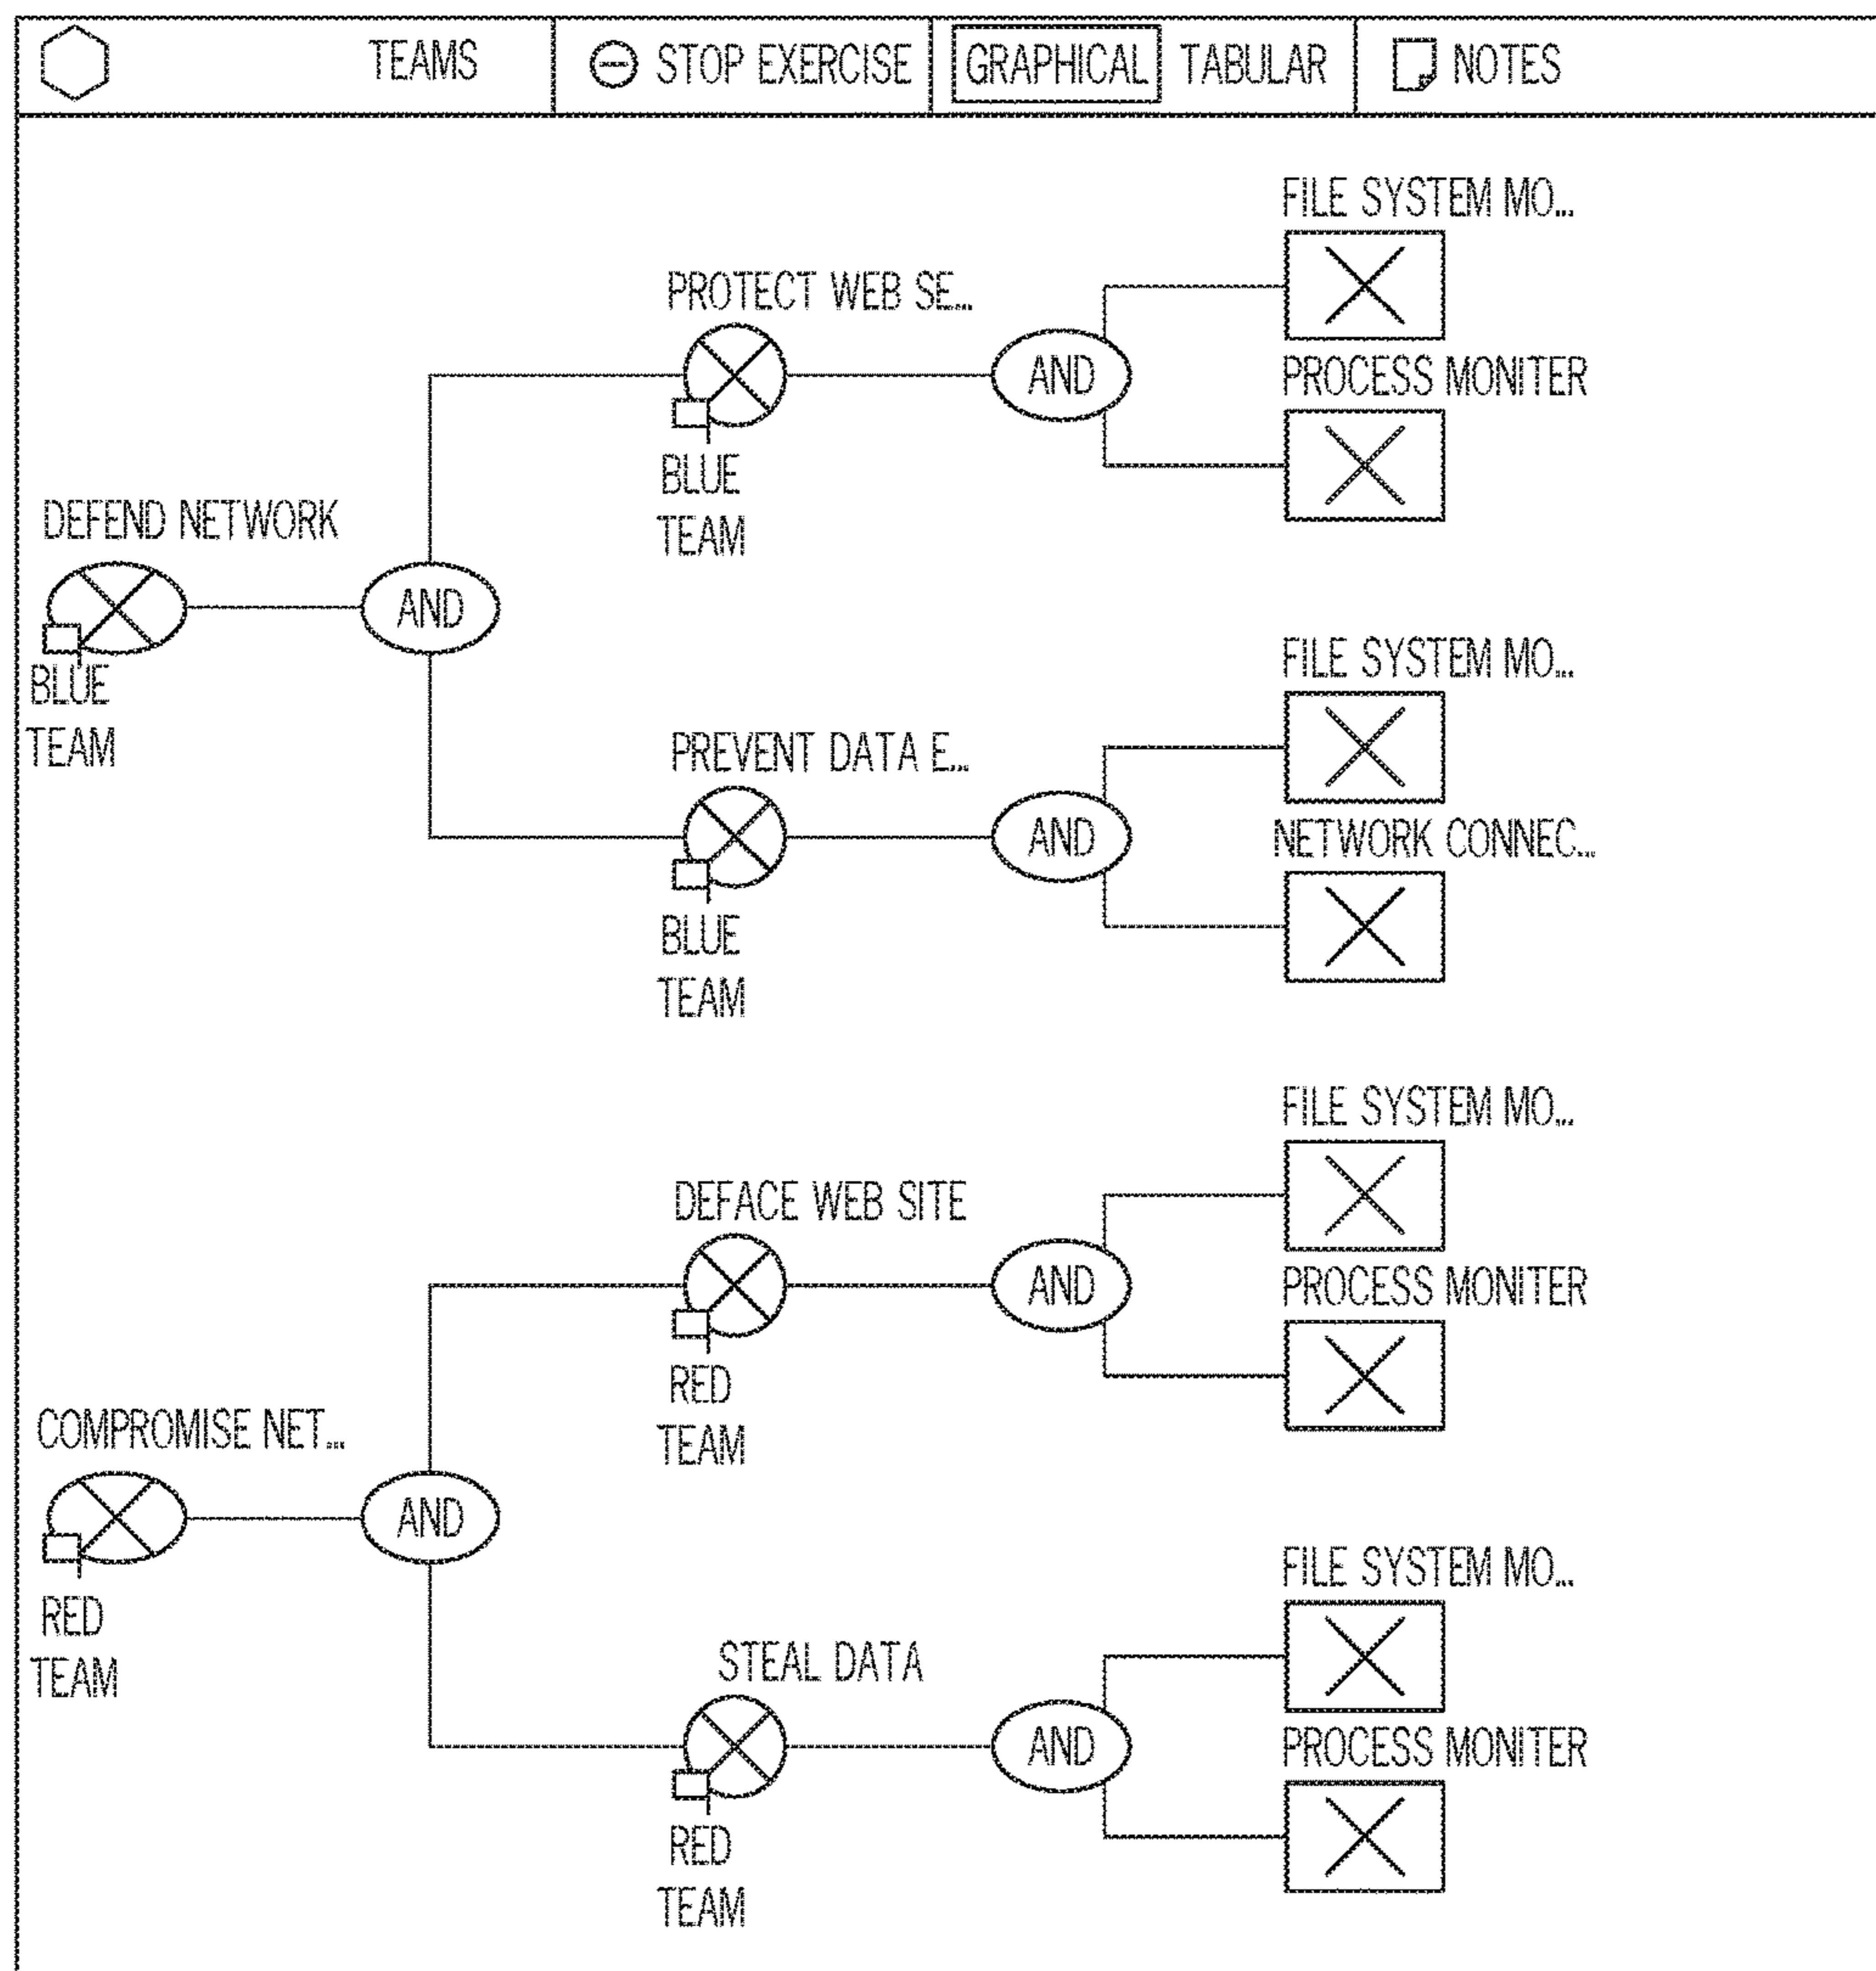 TEAMS STOP EXERCISE GRAPHICAL TABULAR NOTES
FILE SYSTEM MO...
PROTECT WEB SE...
AND
PROCESS MONITER
BLUE
TEAM
DEFEND NETWORK
AND
BLUE
TEAM
FILE SYSTEM MO...
PREVENT DATA E...
AND
NETWORK CONNEC...
BLUE
TEAM
FILE SYSTEM MO...
DEFACE WEB SITE
AND
PROCESS MONITER
RED
TEAM
COMPROMISE NET...
AND
RED
TEAM
FILE SYSTEM MO...
STEAL DATA
AND
PROCESS MONITER
RED
TEAM